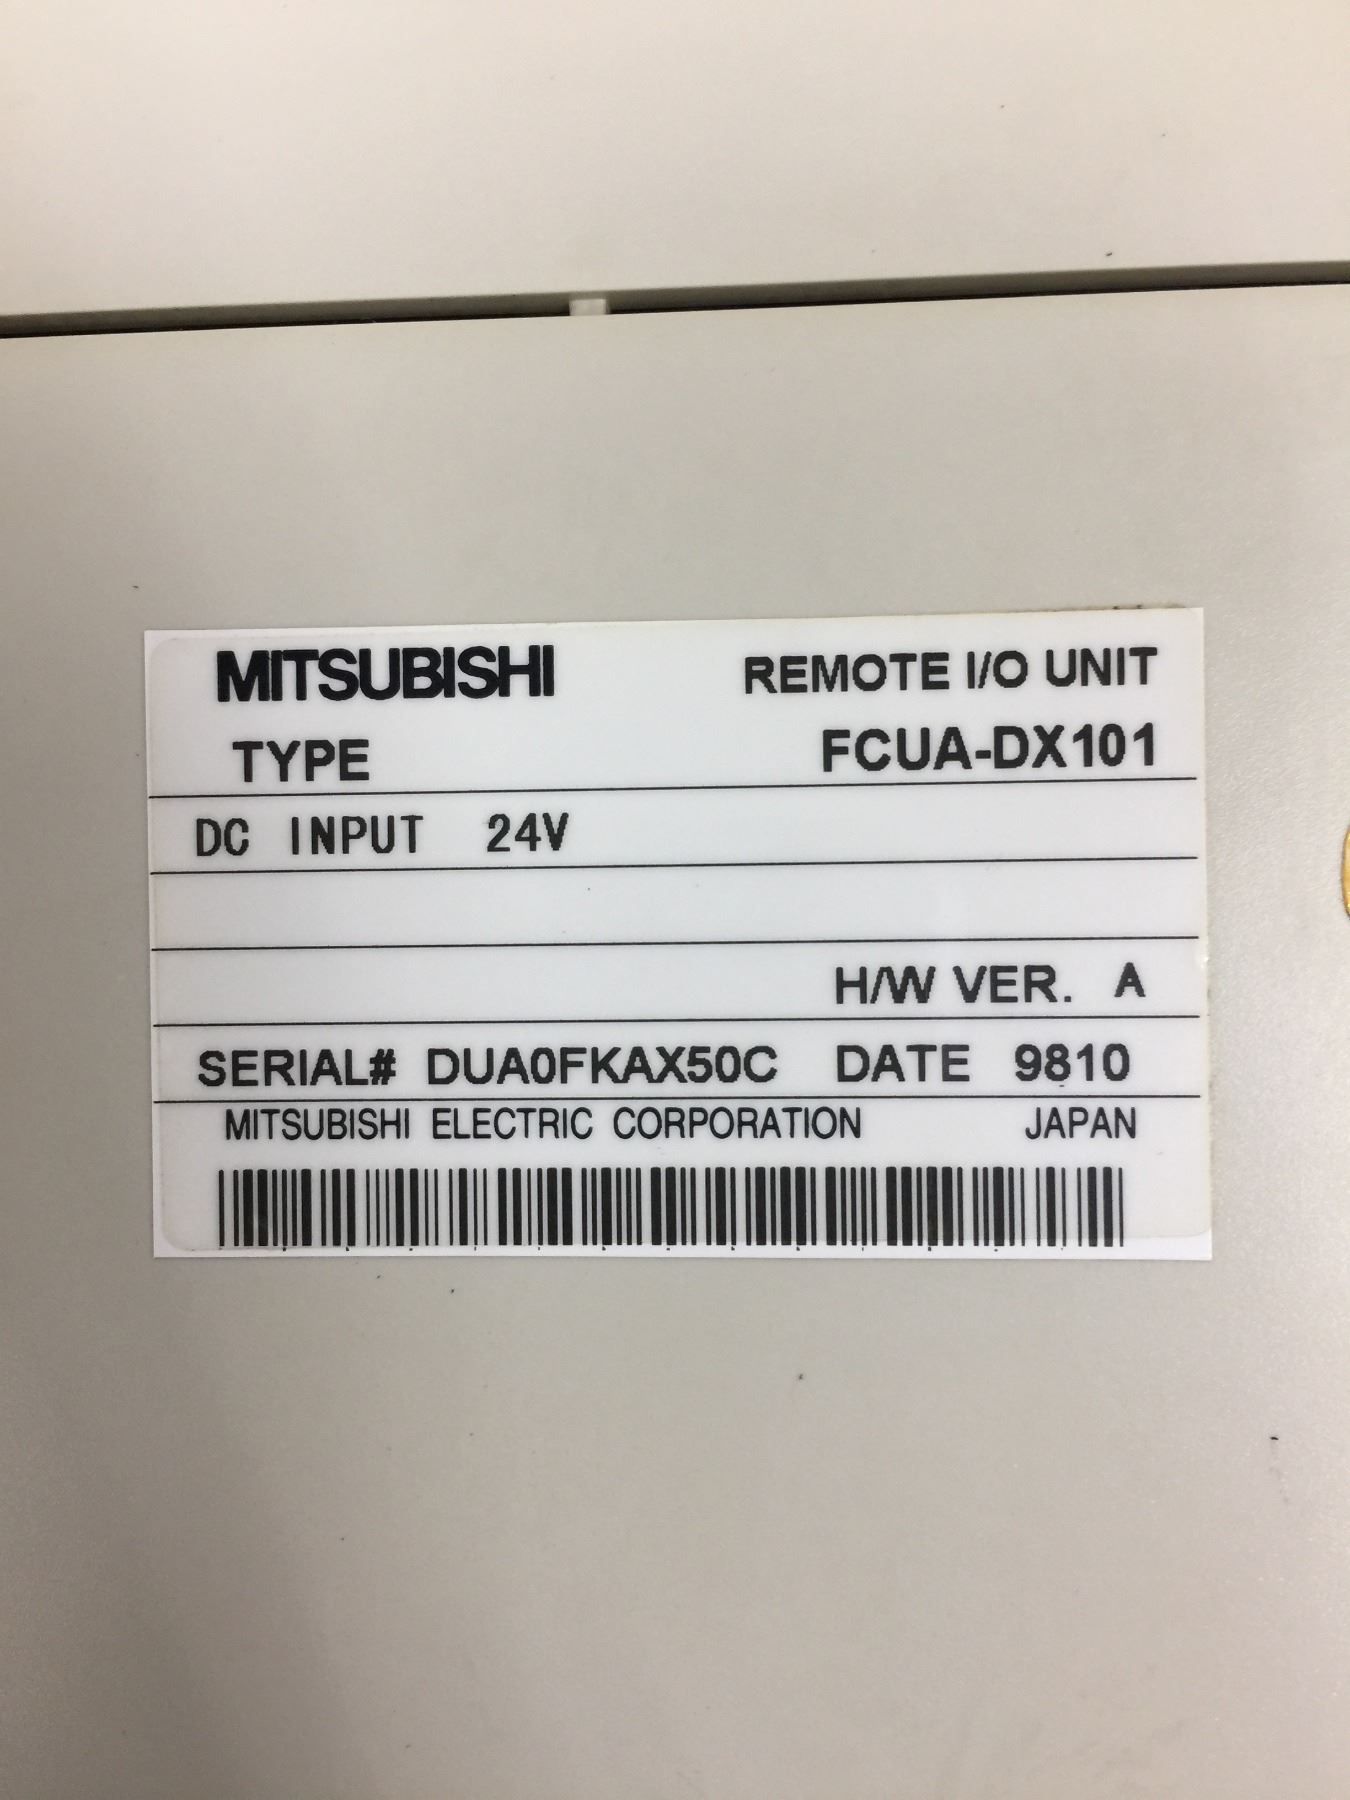 MITSUBISHI REMOTE I/O UNIT
TYPE FCUA-DX101
DC INPUT 24V
H/W VER. A
SERIAL# DUA0FKAX50C DATE 9810
MITSUBISHI ELECTRIC CORPORATION JAPAN